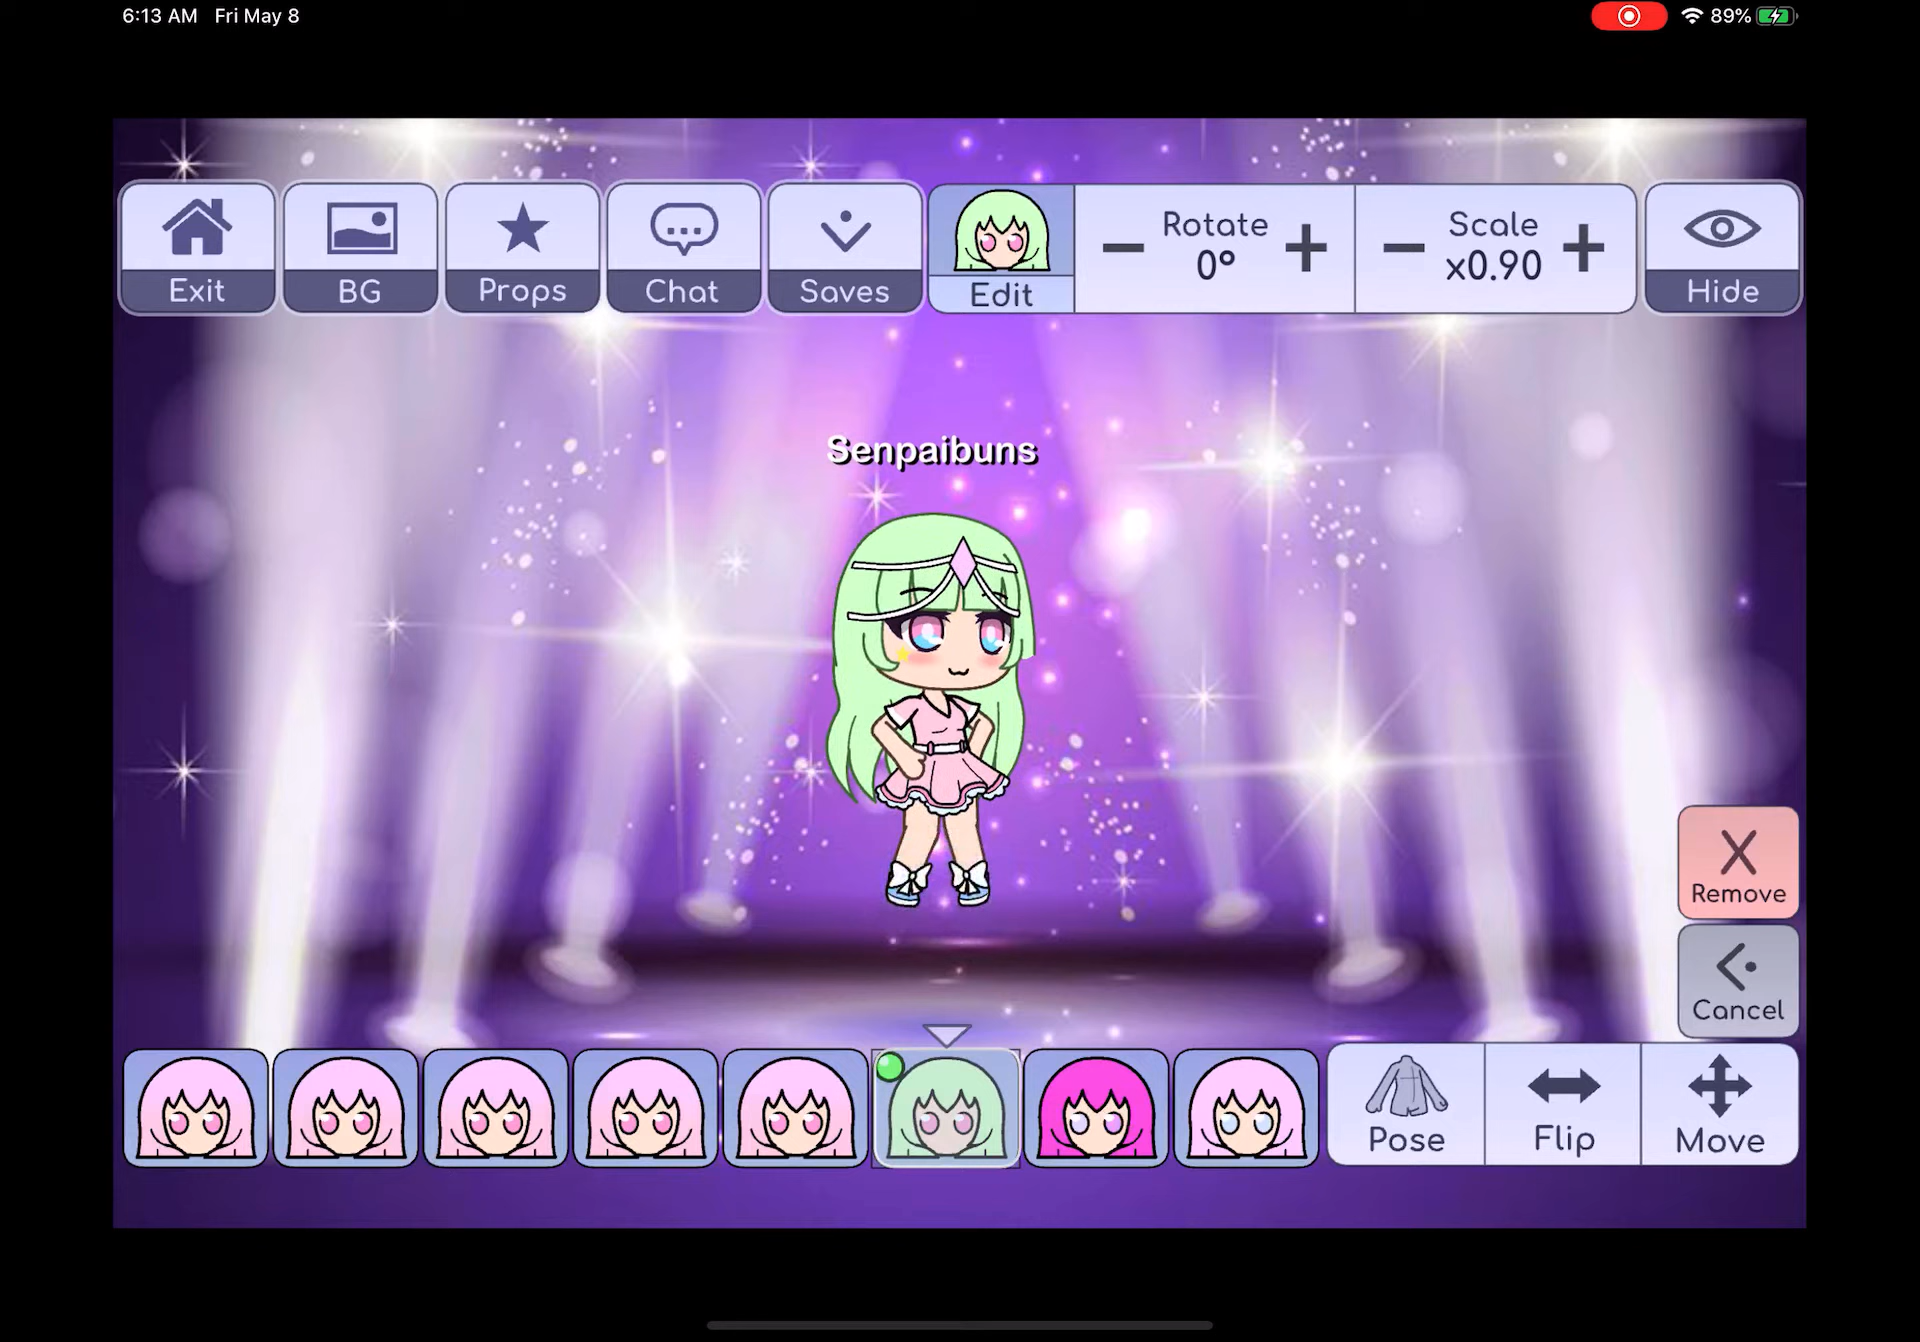 6:13 AM Fri May 8
89%
Exit
BG
Props
Chat
Saves
Edit
Rotate
0°
Scale
x0.90
Hide
Senpaibuns
Remove
Cancel
Pose
Flip
Move